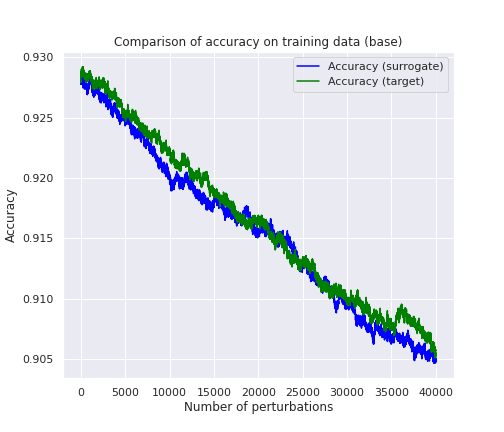 Comparison of accuracy on training data (base)
Accuracy (surrogate)
Accuracy (target)
0.930
0.925
0.920
0.915
0.910
0.905
Accuracy
0 5000 10000 15000 20000 25000 30000 35000 40000
Number of perturbations